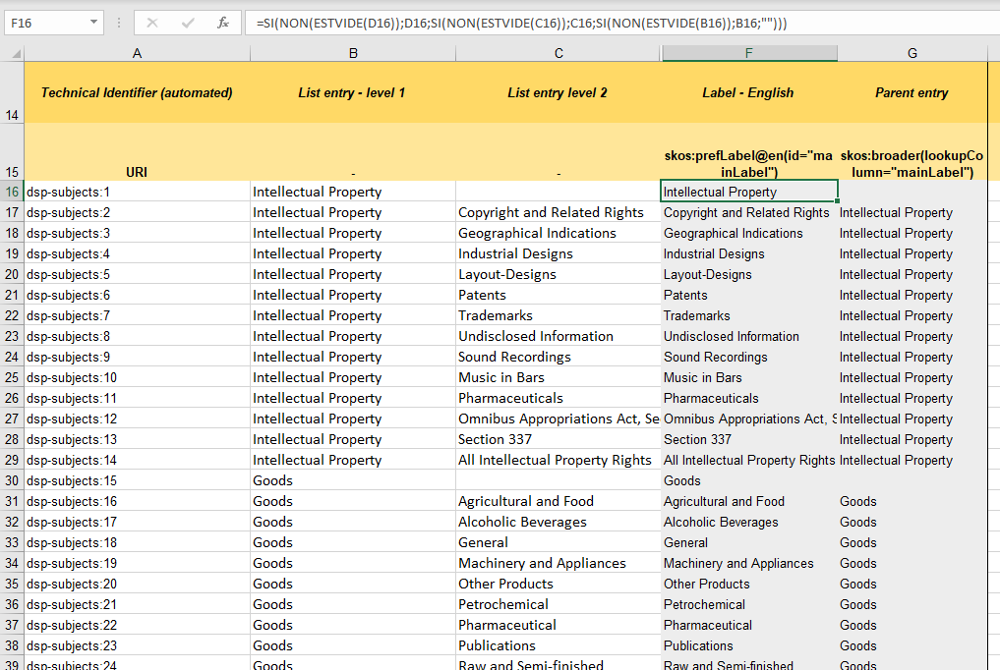 F16 fx =SI(NON(ESTVIDE(D16));D16;SI(NON(ESTVIDE(C16));C16;SI(NON(ESTVIDE(B16));B16;"")))
A B C F G
14 Technical Identifier (automated) List entry - level 1 List entry level 2 Label - English Parent entry
skos:prefLabel@en(id="ma skos:broader(lookupCo
15 URI - - inLabel") lumn="mainLabel")
16 dsp-subjects:1 Intellectual Property Intellectual Property
17 dsp-subjects:2 Intellectual Property Copyright and Related Rights Copyright and Related Rights Intellectual Property
18 dsp-subjects:3 Intellectual Property Geographical Indications Geographical Indications Intellectual Property
19 dsp-subjects:4 Intellectual Property Industrial Designs Industrial Designs Intellectual Property
20 dsp-subjects:5 Intellectual Property Layout-Designs Layout-Designs Intellectual Property
21 dsp-subjects:6 Intellectual Property Patents Patents Intellectual Property
22 dsp-subjects:7 Intellectual Property Trademarks Trademarks Intellectual Property
23 dsp-subjects:8 Intellectual Property Undisclosed Information Undisclosed Information Intellectual Property
24 dsp-subjects:9 Intellectual Property Sound Recordings Sound Recordings Intellectual Property
25 dsp-subjects:10 Intellectual Property Music in Bars Music in Bars Intellectual Property
26 dsp-subjects:11 Intellectual Property Pharmaceuticals Pharmaceuticals Intellectual Property
27 dsp-subjects:12 Intellectual Property Omnibus Appropriations Act, Se Omnibus Appropriations Act, S Intellectual Property
28 dsp-subjects:13 Intellectual Property Section 337 Section 337 Intellectual Property
29 dsp-subjects:14 Intellectual Property All Intellectual Property Rights All Intellectual Property Rights Intellectual Property
30 dsp-subjects:15 Goods Goods
31 dsp-subjects:16 Goods Agricultural and Food Agricultural and Food Goods
32 dsp-subjects:17 Goods Alcoholic Beverages Alcoholic Beverages Goods
33 dsp-subjects:18 Goods General General Goods
34 dsp-subjects:19 Goods Machinery and Appliances Machinery and Appliances Goods
35 dsp-subjects:20 Goods Other Products Other Products Goods
36 dsp-subjects:21 Goods Petrochemical Petrochemical Goods
37 dsp-subjects:22 Goods Pharmaceutical Pharmaceutical Goods
38 dsp-subjects:23 Goods Publications Publications Goods
39 dsp-subjects:24 Goods Raw and Semi-finished Raw and Semi-finished Goods